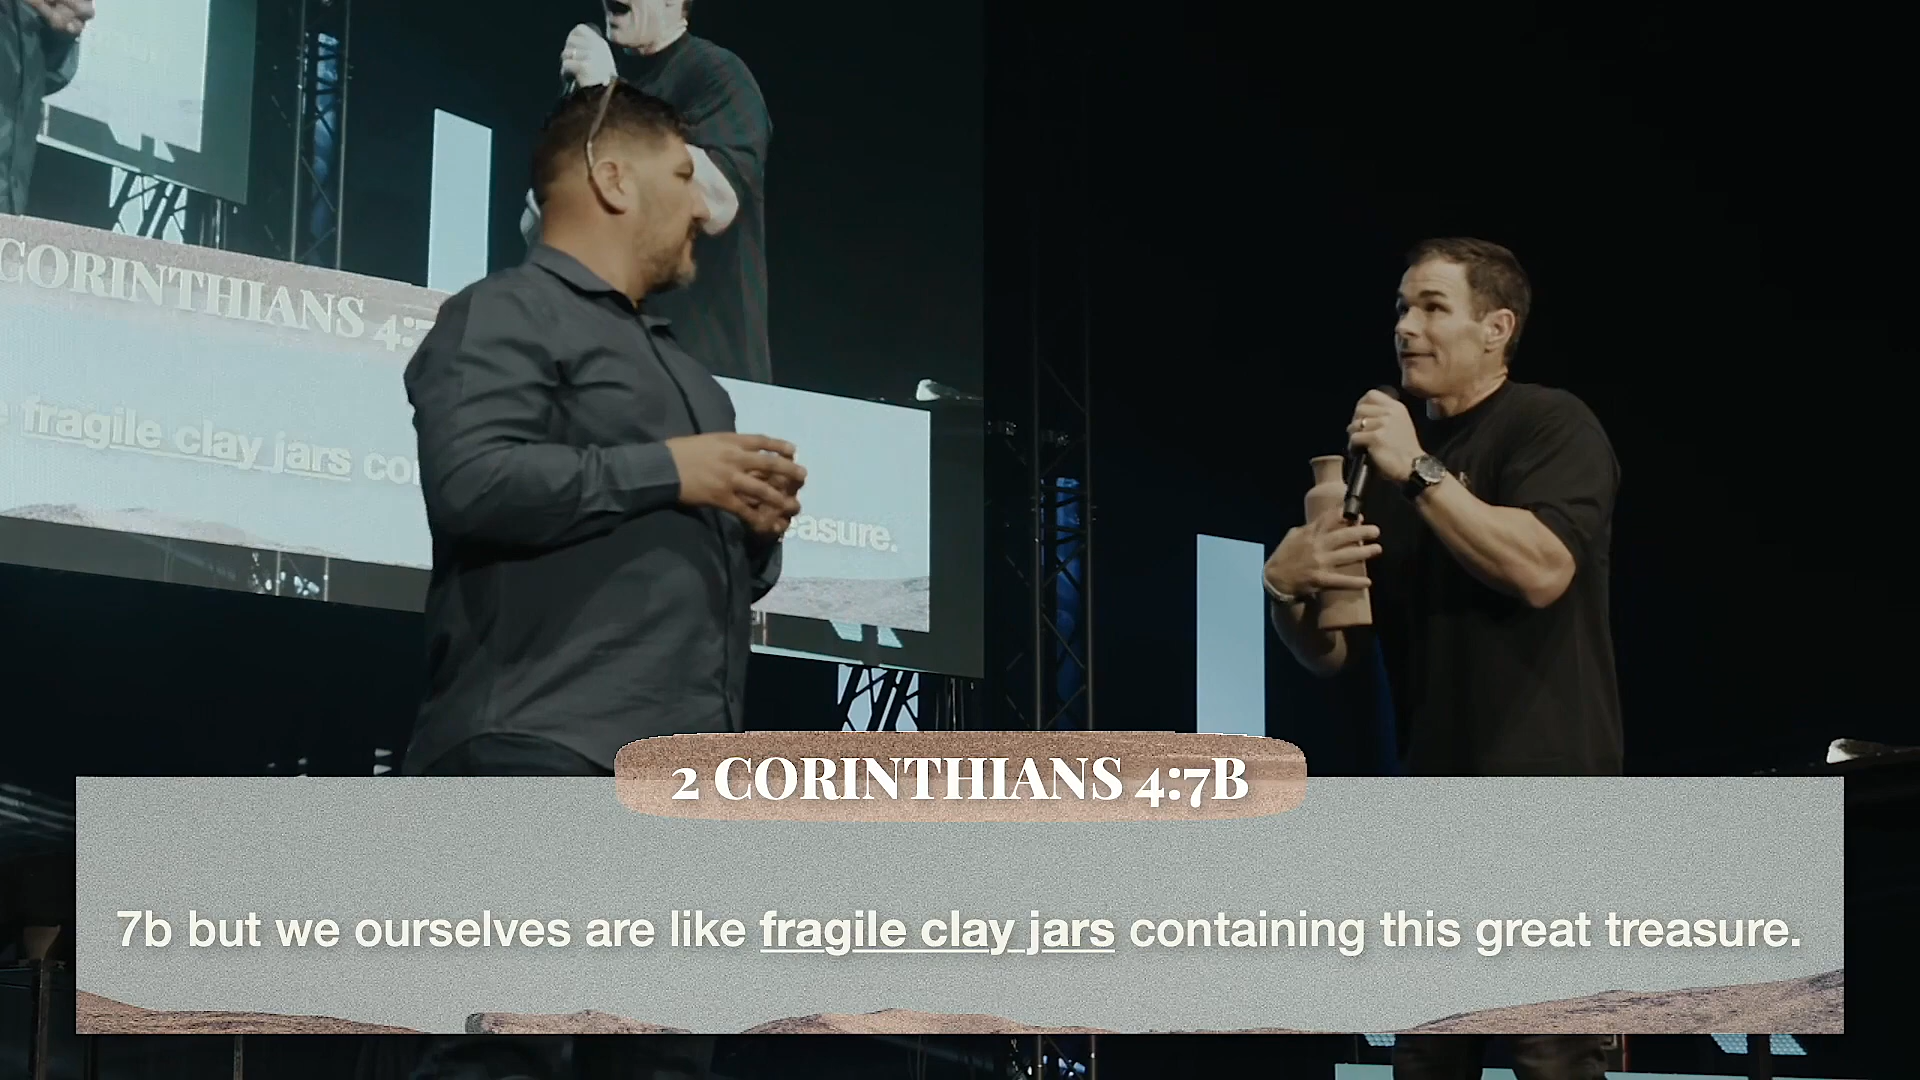 CORINTHIANS 4:7
fragile clay jars
easure.
2 CORINTHIANS 4:7B
7b but we ourselves are like fragile clay jars containing this great treasure.